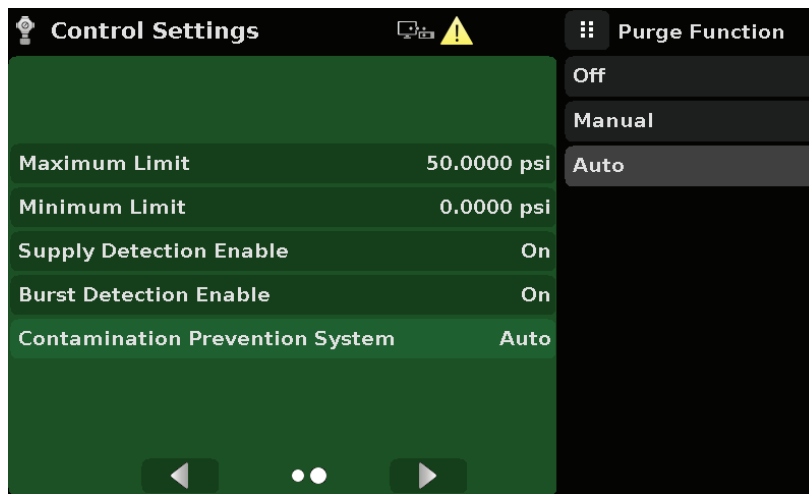 Control Settings
Maximum Limit 50.0000 psi
Minimum Limit 0.0000 psi
Supply Detection Enable On
Burst Detection Enable On
Contamination Prevention System Auto
Purge Function
Off
Manual
Auto